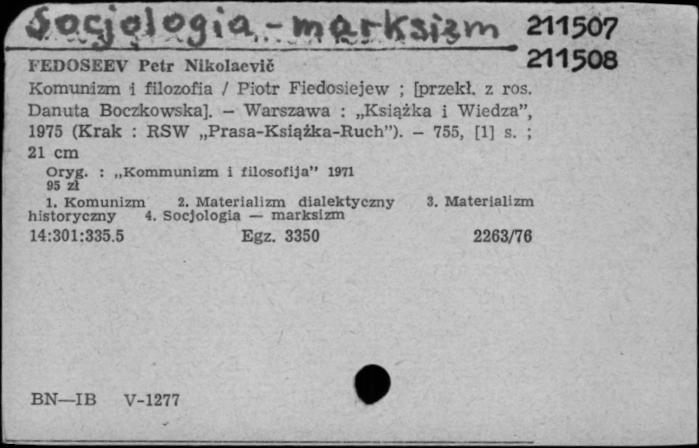 Socjologia - marksizm 211507
211508
FEDOSEEV Petr Nikolaevič
Komunizm i filozofia / Piotr Fiedosiejew ; [przekł. z ros.
Danuta Boczkowska]. — Warszawa : „Książka i Wiedza”,
1975 (Krak : RSW „Prasa-Książka-Ruch”). — 755, [1] s. ;
21 cm
Oryg. : „Kommunizm i filosofija” 1971
95 zł
1. Komunizm 2. Materializm dialektyczny 3. Materializm
historyczny 4. Socjologia — marksizm
14:301:335.5 Egz. 3350 2263/76
BN—IB V-1277